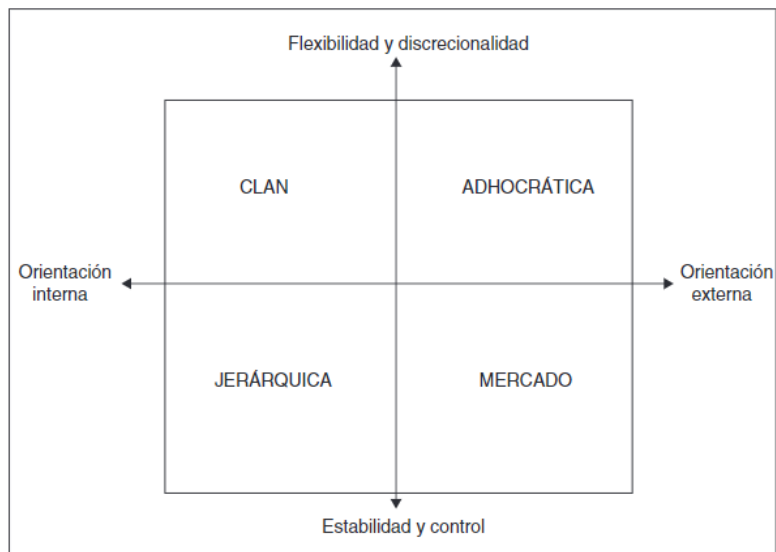 Flexibilidad y discrecionalidad
CLAN
ADHOCRÁTICA
Orientación
interna
Orientación
externa
JERÁRQUICA
MERCADO
Estabilidad y control